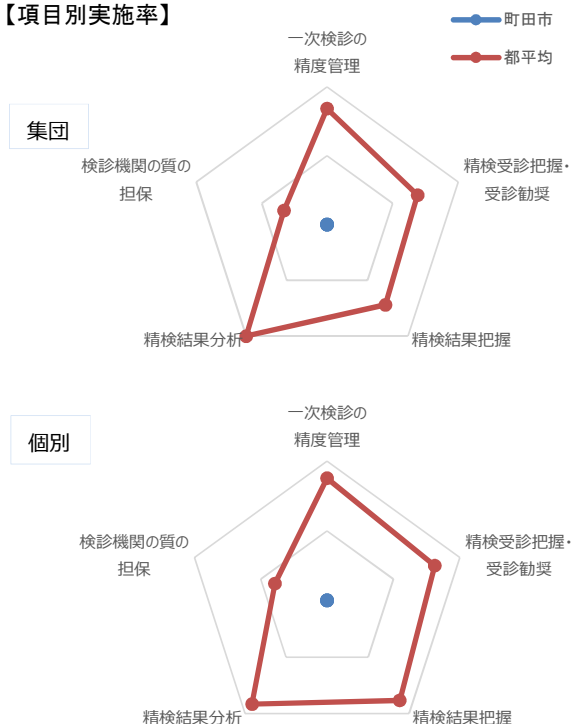 【項目別実施率】
町田市
都平均
集団
一次検診の
精度管理
検診機関の質の
担保
精検受診把握・
受診勧奨
精検結果分析
精検結果把握
個別
一次検診の
精度管理
検診機関の質の
担保
精検受診把握・
受診勧奨
精検結果分析
精検結果把握